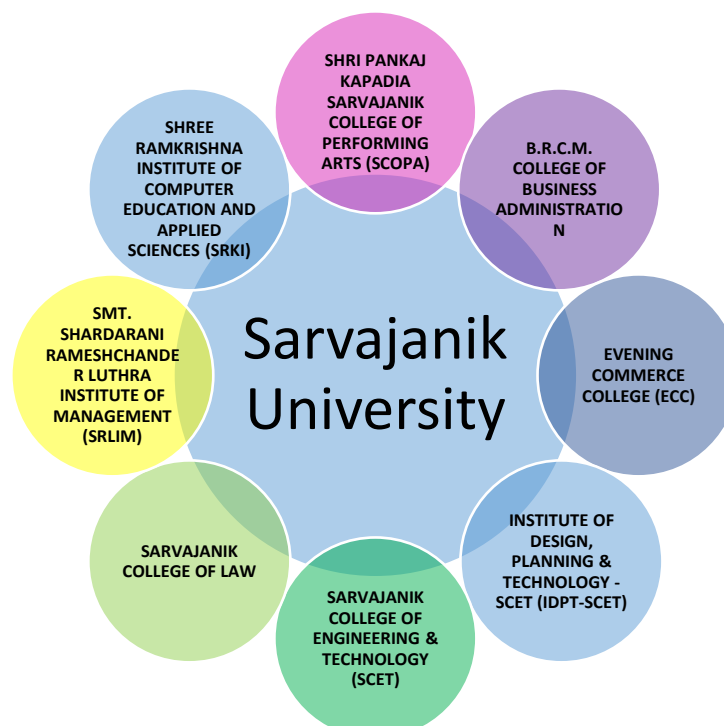 SHRI PANKAJ
KAPADIA
SARVAJANIK
COLLEGE OF
PERFORMING
ARTS (SCOPA)
B.R.C.M.
COLLEGE OF
BUSINESS
ADMINISTRATIO
N
EVENING
COMMERCE
COLLEGE (ECC)
INSTITUTE OF
DESIGN,
PLANNING &
TECHNOLOGY -
SCET (IDPT-SCET)
SARVAJANIK
COLLEGE OF
ENGINEERING &
TECHNOLOGY
(SCET)
SARVAJANIK
COLLEGE OF LAW
SMT.
SHARDARANI
RAMESHCHANDE
R LUTHRA
INSTITUTE OF
MANAGEMENT
(SRLIM)
SHREE
RAMKRISHNA
INSTITUTE OF
COMPUTER
EDUCATION AND
APPLIED
SCIENCES (SRKI)
Sarvajanik
University